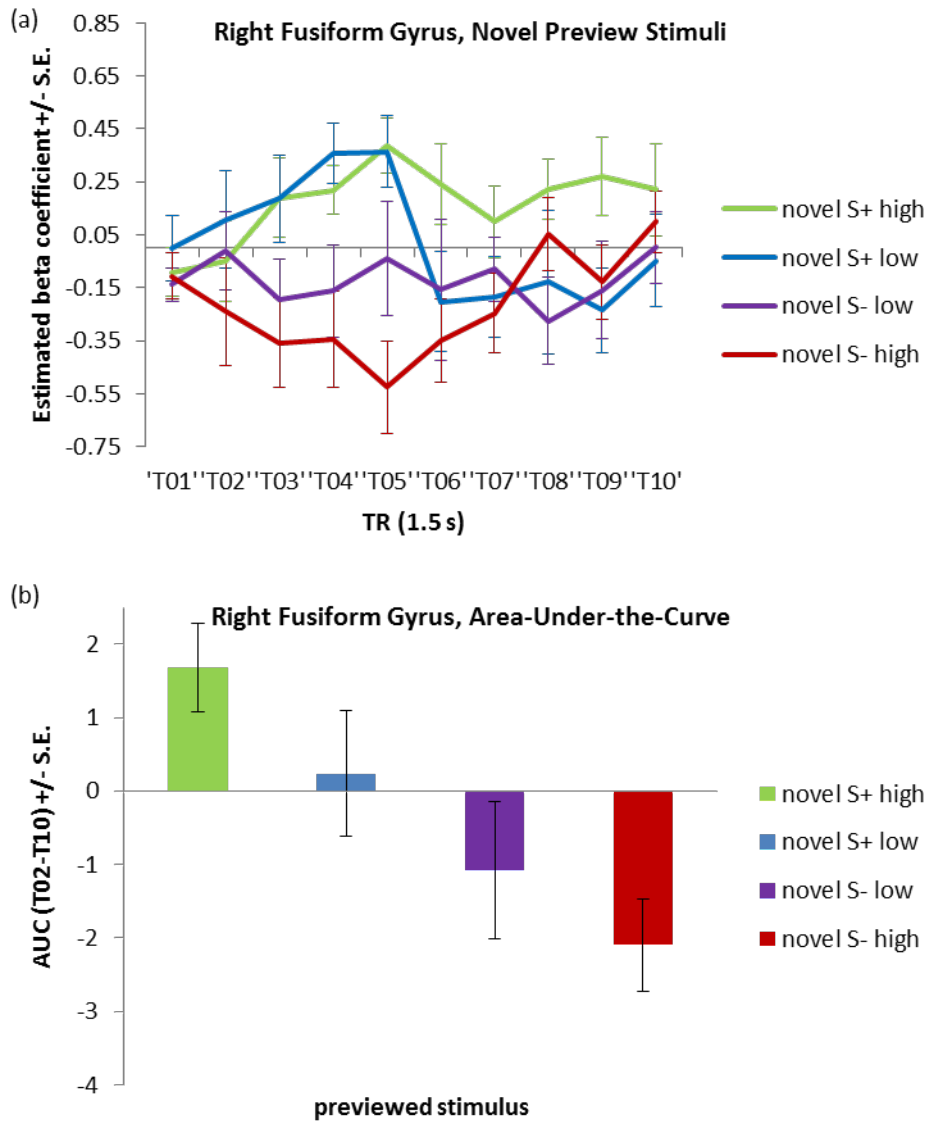 (a)
Right Fusiform Gyrus, Novel Preview Stimuli
Estimated beta coefficient +/- S.E.
0.85
0.65
0.45
0.25
0.05
-0.15
-0.35
-0.55
-0.75
'T01' 'T02' 'T03' 'T04' 'T05' 'T06' 'T07' 'T08' 'T09' 'T10'
TR (1.5 s)
novel S+ high
novel S+ low
novel S- low
novel S- high
(b)
Right Fusiform Gyrus, Area-Under-the-Curve
AUC (T02-T10) +/- S.E.
2
1
0
-1
-2
-3
-4
previewed stimulus
novel S+ high
novel S+ low
novel S- low
novel S- high